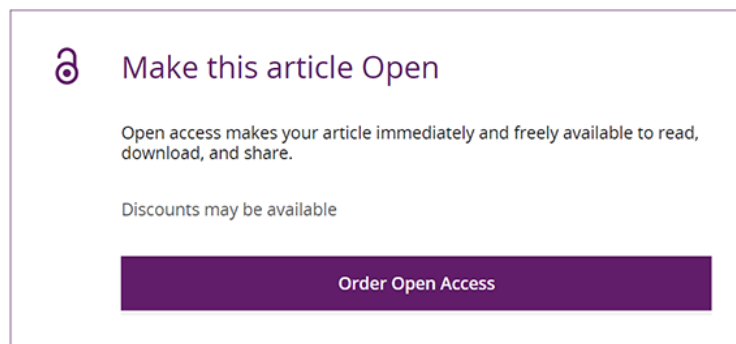 Make this article Open
Open access makes your article immediately and freely available to read,
download, and share.
Discounts may be available
Order Open Access